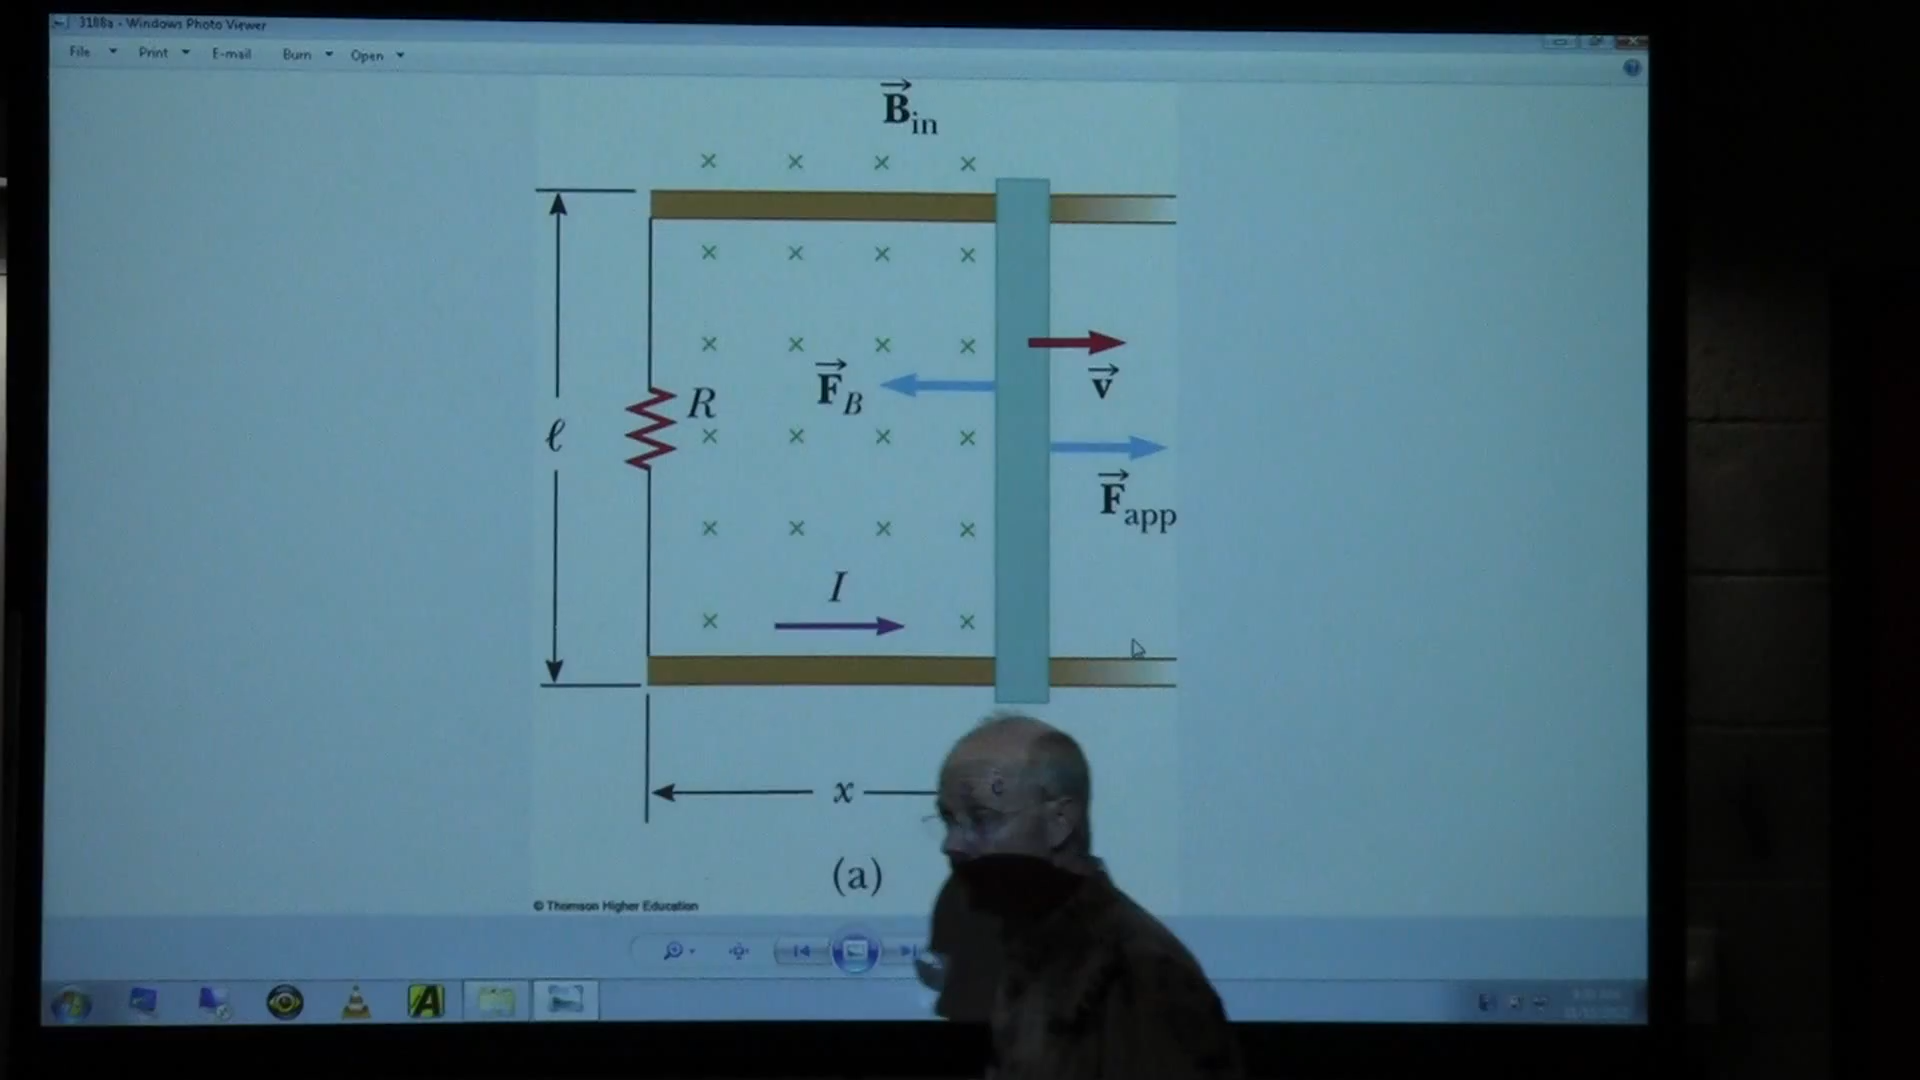 3188a - Windows Photo Viewer
File Print E-mail Burn Open
B in
R
F B
v
ℓ
F app
I
x
(a)
© Thomson Higher Education